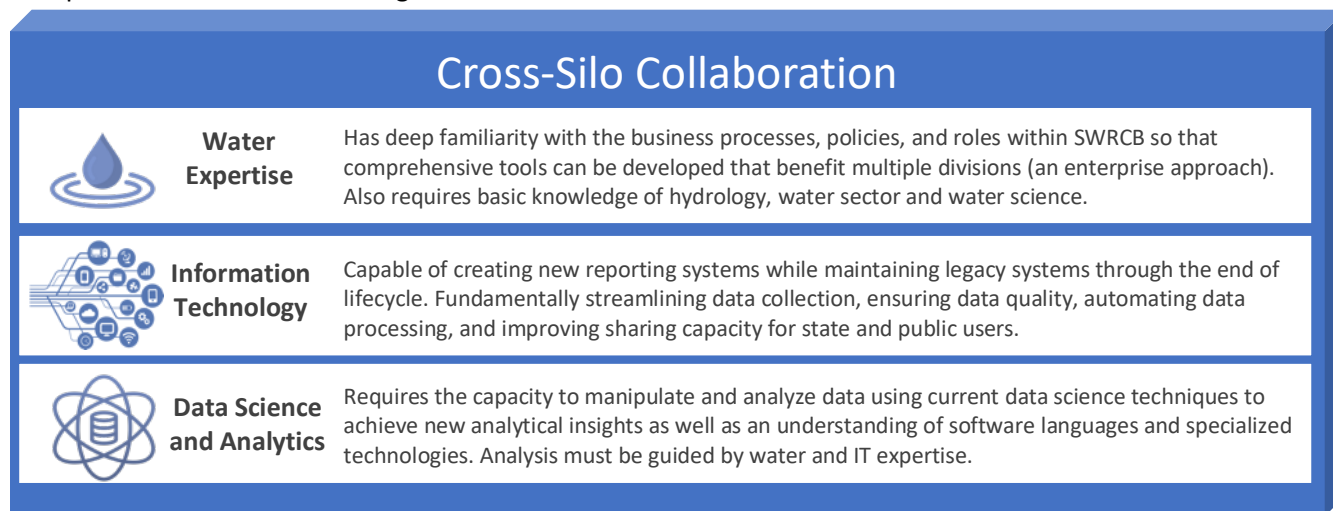 Cross-Silo Collaboration
Water
Expertise
Has deep familiarity with the business processes, policies, and roles within SWRCB so that
comprehensive tools can be developed that benefit multiple divisions (an enterprise approach).
Also requires basic knowledge of hydrology, water sector and water science.
Information
Technology
Capable of creating new reporting systems while maintaining legacy systems through the end of
lifecycle. Fundamentally streamlining data collection, ensuring data quality, automating data
processing, and improving sharing capacity for state and public users.
Data Science
and Analytics
Requires the capacity to manipulate and analyze data using current data science techniques to
achieve new analytical insights as well as an understanding of software languages and specialized
technologies. Analysis must be guided by water and IT expertise.